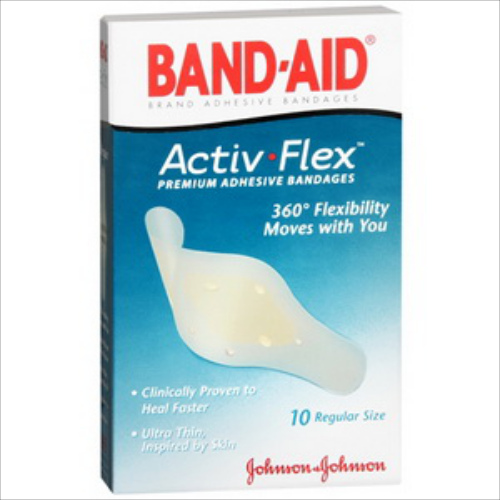 BAND-AID®
BRAND ADHESIVE BANDAGES
Activ·Flex™
PREMIUM ADHESIVE BANDAGES
360° Flexibility
Moves with You
• Clinically Proven to
Heal Faster
• Ultra Thin,
Inspired by Skin
10 Regular Size
Johnson & Johnson